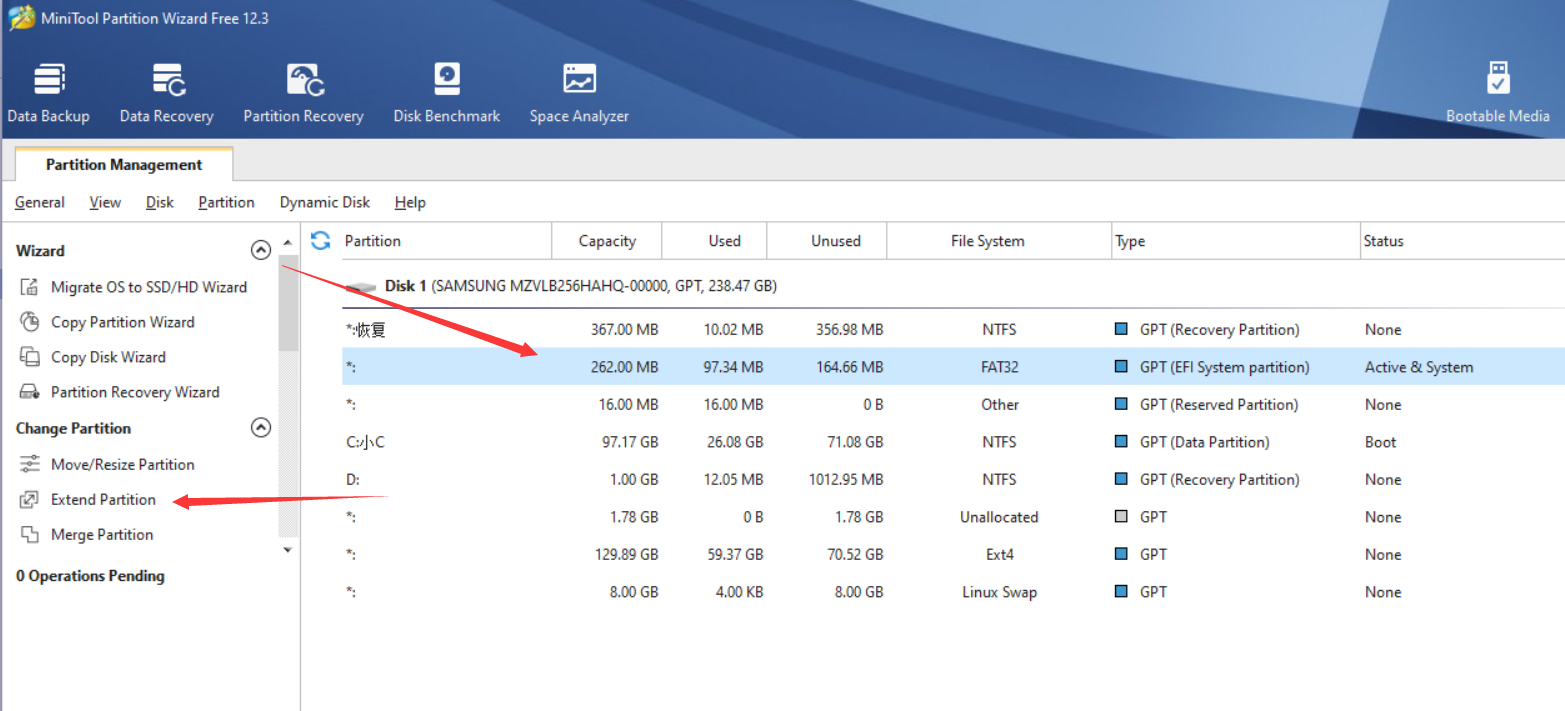 MiniTool Partition Wizard Free 12.3
Data Backup Data Recovery Partition Recovery Disk Benchmark Space Analyzer Bootable Media
Partition Management
General View Disk Partition Dynamic Disk Help
Wizard
Migrate OS to SSD/HD Wizard
Copy Partition Wizard
Copy Disk Wizard
Partition Recovery Wizard
Change Partition
Move/Resize Partition
Extend Partition
Merge Partition
0 Operations Pending
Partition Capacity Used Unused File System Type Status
Disk 1 (SAMSUNG MZVLB256HAHQ-00000, GPT, 238.47 GB)
*:恢复 367.00 MB 10.02 MB 356.98 MB NTFS GPT (Recovery Partition) None
*: 262.00 MB 97.34 MB 164.66 MB FAT32 GPT (EFI System partition) Active & System
*: 16.00 MB 16.00 MB 0 B Other GPT (Reserved Partition) None
C:小C 97.17 GB 26.08 GB 71.08 GB NTFS GPT (Data Partition) Boot
D: 1.00 GB 12.05 MB 1012.95 MB NTFS GPT (Recovery Partition) None
*: 1.78 GB 0 B 1.78 GB Unallocated GPT None
*: 129.89 GB 59.37 GB 70.52 GB Ext4 GPT None
*: 8.00 GB 4.00 KB 8.00 GB Linux Swap GPT None